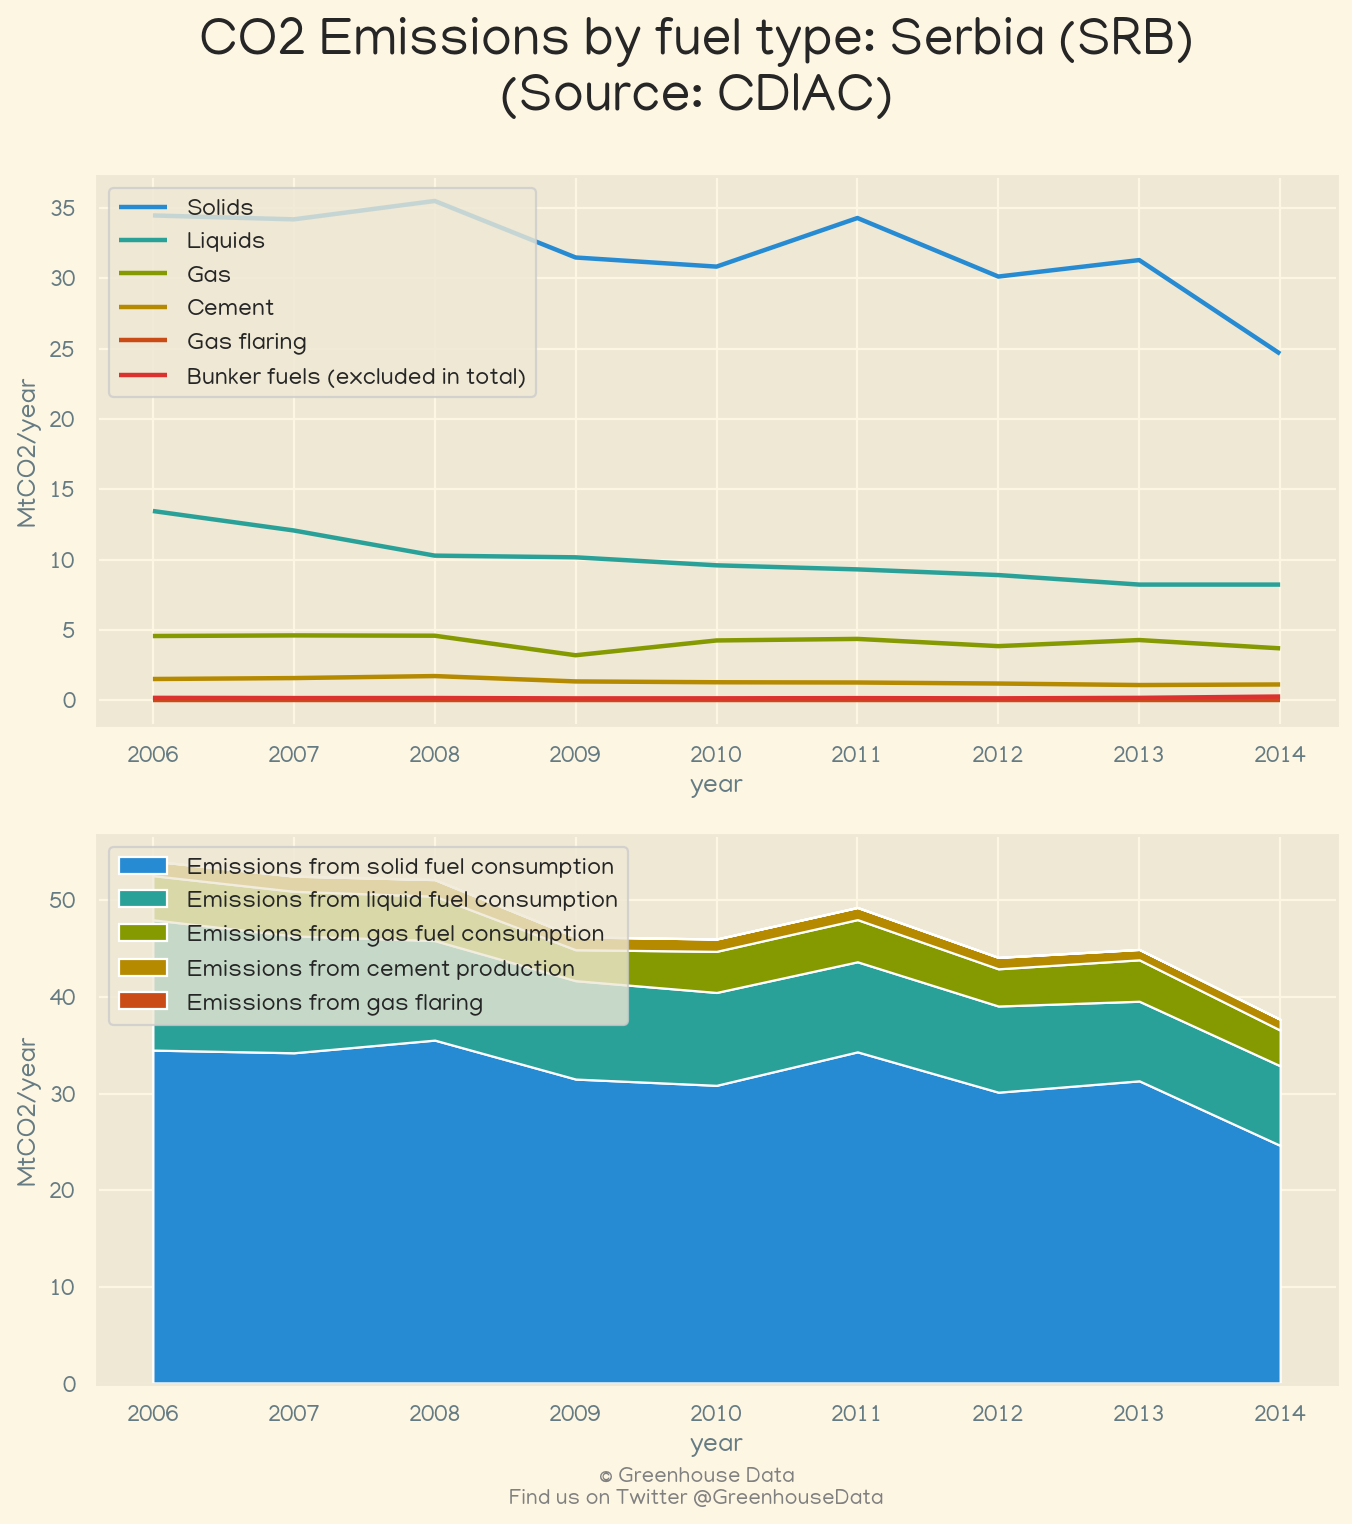 CO2 Emissions by fuel type: Serbia (SRB)
(Source: CDIAC)
MtCO2/year
35
30
25
20
15
10
5
0
Solids
Liquids
Gas
Cement
Gas flaring
Bunker fuels (excluded in total)
2006 2007 2008 2009 2010 2011 2012 2013 2014
year
MtCO2/year
50
40
30
20
10
0
Emissions from solid fuel consumption
Emissions from liquid fuel consumption
Emissions from gas fuel consumption
Emissions from cement production
Emissions from gas flaring
2006 2007 2008 2009 2010 2011 2012 2013 2014
year
© Greenhouse Data
Find us on Twitter @GreenhouseData